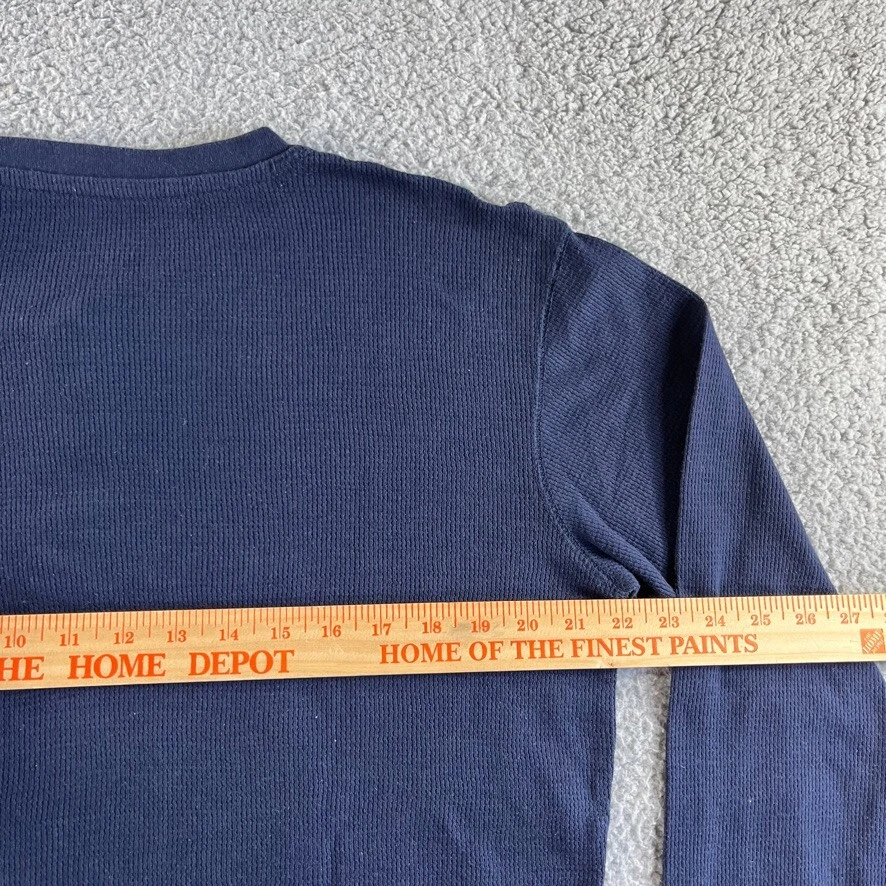 10 11 12 13 14 15 16 17 18 19 20 21 22 23 24 25 26 27
HE HOME DEPOT HOME OF THE FINEST PAINTS